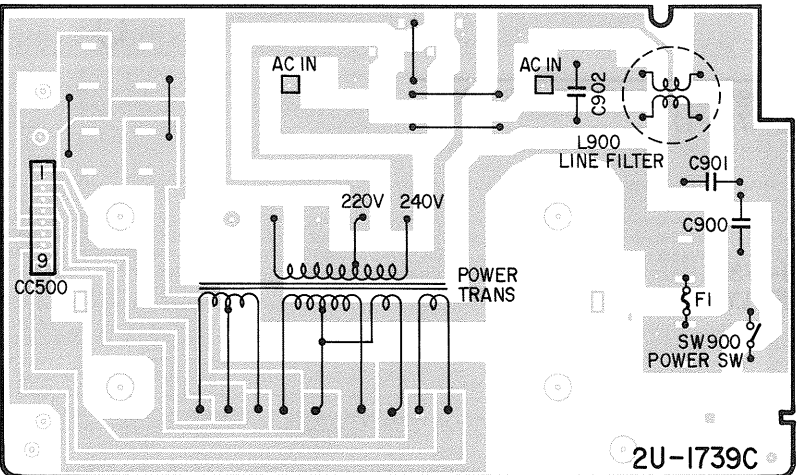 AC IN
AC IN
C902
L900
LINE FILTER
C901
1
220V 240V
C900
9
CC500
POWER
TRANS
F1
SW900
POWER SW
2U-1739C